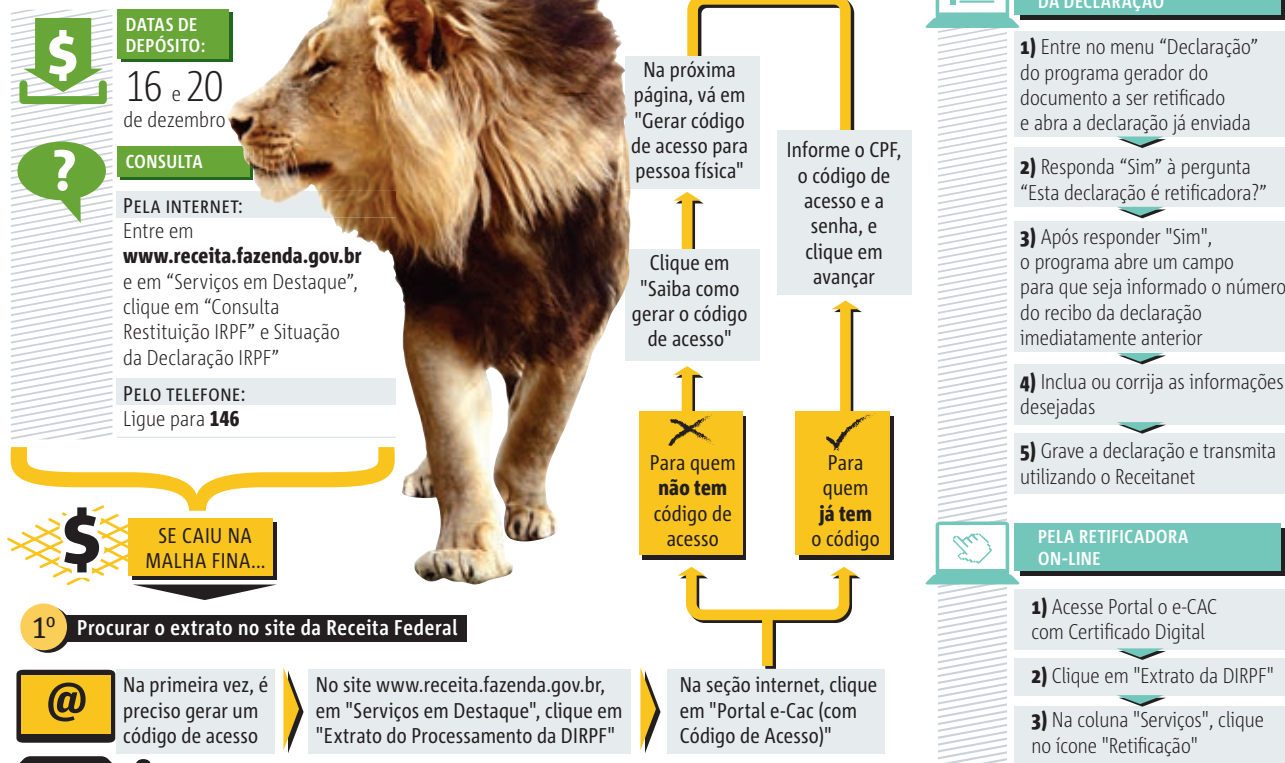 DATAS DE
DEPÓSITO:
16 e 20
de dezembro
CONSULTA
PELA INTERNET:
Entre em
www.receita.fazenda.gov.br
e em “Serviços em Destaque”,
clique em “Consulta
Restituição IRPF” e Situação
da Declaração IRPF”
PELO TELEFONE:
Ligue para 146
SE CAIU NA
MALHA FINA...
1º Procurar o extrato no site da Receita Federal
@
Na primeira vez, é
preciso gerar um
código de acesso
No site www.receita.fazenda.gov.br,
em "Serviços em Destaque", clique em
"Extrato do Processamento da DIRPF"
Na seção internet, clique
em "Portal e-Cac (com
Código de Acesso)"
Para quem
não tem
código de
acesso
Clique em
"Saiba como
gerar o código
de acesso"
Na próxima
página, vá em
"Gerar código
de acesso para
pessoa física"
Para
quem
já tem
o código
Informe o CPF,
o código de
acesso e a
senha, e
clique em
avançar
DA DECLARAÇÃO
1) Entre no menu “Declaração”
do programa gerador do
documento a ser retificado
e abra a declaração já enviada
2) Responda “Sim” à pergunta
“Esta declaração é retificadora?”
3) Após responder "Sim",
o programa abre um campo
para que seja informado o número
do recibo da declaração
imediatamente anterior
4) Inclua ou corrija as informações
desejadas
5) Grave a declaração e transmita
utilizando o Receitanet
PELA RETIFICADORA
ON-LINE
1) Acesse Portal o e-CAC
com Certificado Digital
2) Clique em "Extrato da DIRPF"
3) Na coluna "Serviços", clique
no ícone "Retificação"